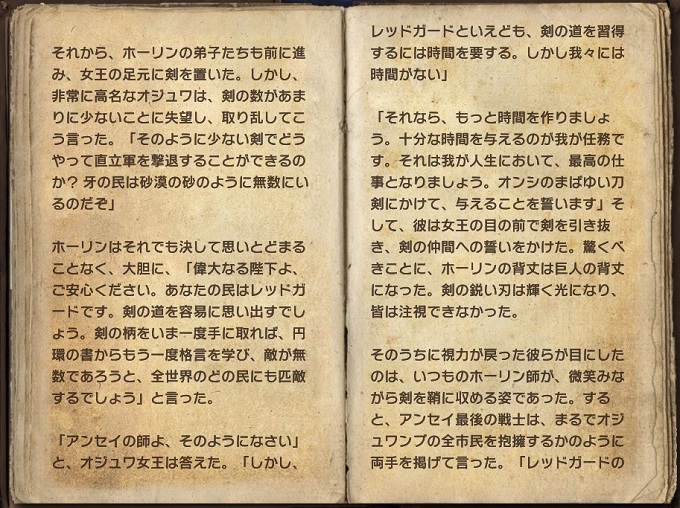 それから、ホーリンの弟子たちも前に進
み、女王の足元に剣を置いた。しかし、
非常に高名なオジュワは、剣の数があま
りに少ないことに失望し、取り乱してこ
う言った。「そのように少ない剣でどう
やって直立軍を撃退することができるの
か? 牙の民は砂漠の砂のように無数にい
るのだぞ」
ホーリンはそれでも決して思いとどまる
ことなく、大胆に、「偉大なる陛下よ、
ご安心ください。あなたの民はレッドガ
ードです。剣の道を容易に思い出すでし
ょう。剣の柄をいま一度手に取れば、円
環の書からもう一度格言を学び、敵が無
数であろうと、全世界のどの民にも匹敵
するでしょう」と言った。
「アンセイの師よ、そのようになさい」
と、オジュワ女王は答えた。「しかし、
レッドガードといえども、剣の道を習得
するには時間を要する。しかし我々には
時間がない」
「それなら、もっと時間を作りましょ
う。十分な時間を与えるのが我が任務で
す。それは我が人生において、最高の仕
事となりましょう。オンシのまばゆい刀
剣にかけて、与えることを誓います」そ
して、彼は女王の目の前で剣を引き抜
き、剣の仲間への誓いをかけた。驚くべ
きことに、ホーリンの背丈は巨人の背丈
になった。剣の鋭い刃は輝く光になり、
皆は注視できなかった。
そのうちに視力が戻った彼らが目にした
のは、いつものホーリン師が、微笑みな
がら剣を鞘に収める姿であった。する
と、アンセイ最後の戦士は、まるでオジ
ュワンプの全市民を抱擁するかのように
両手を掲げて言った。「レッドガードの